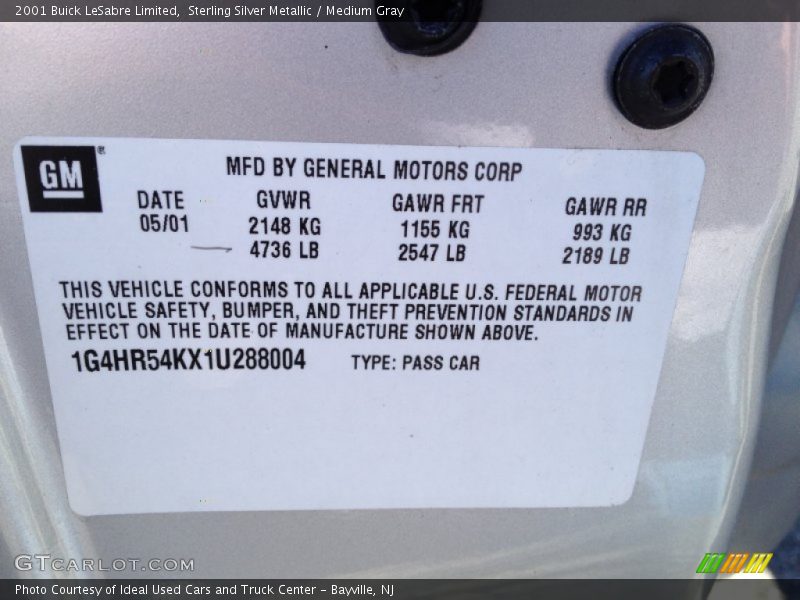 2001 Buick LeSabre Limited,  Sterling Silver Metallic / Medium Gray
GM®
MFD BY GENERAL MOTORS CORP
DATE GVWR GAWR FRT GAWR RR
05/01 2148 KG 1155 KG 993 KG
4736 LB 2547 LB 2189 LB
THIS VEHICLE CONFORMS TO ALL APPLICABLE U.S. FEDERAL MOTOR
VEHICLE SAFETY, BUMPER, AND THEFT PREVENTION STANDARDS IN
EFFECT ON THE DATE OF MANUFACTURE SHOWN ABOVE.
1G4HR54KX1U288004 TYPE: PASS CAR
GTCARLOT.COM
Photo Courtesy of Ideal Used Cars and Truck Center – Bayville, NJ